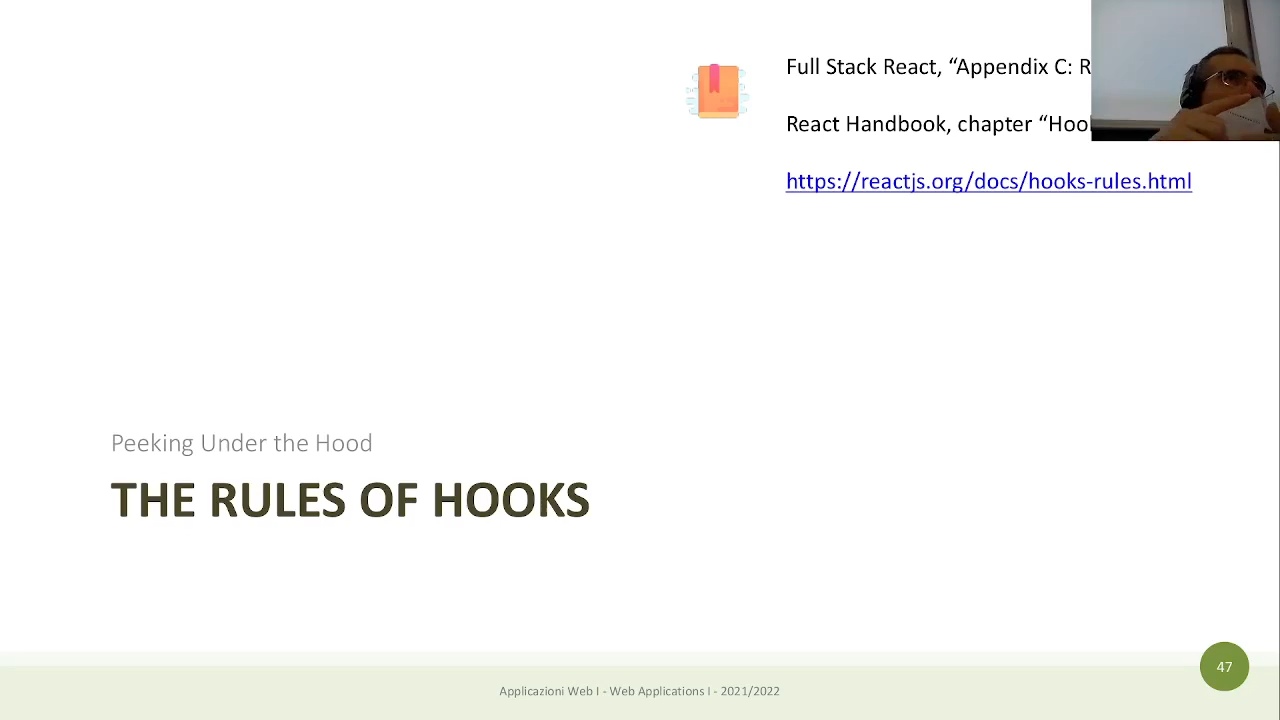 Full Stack React, “Appendix C:
React Handbook, chapter
https://reactjs.org/docs/hooks-rules.html
Peeking Under the Hood
THE RULES OF HOOKS
47
Applicazioni Web I - Web Applications I - 2021/2022